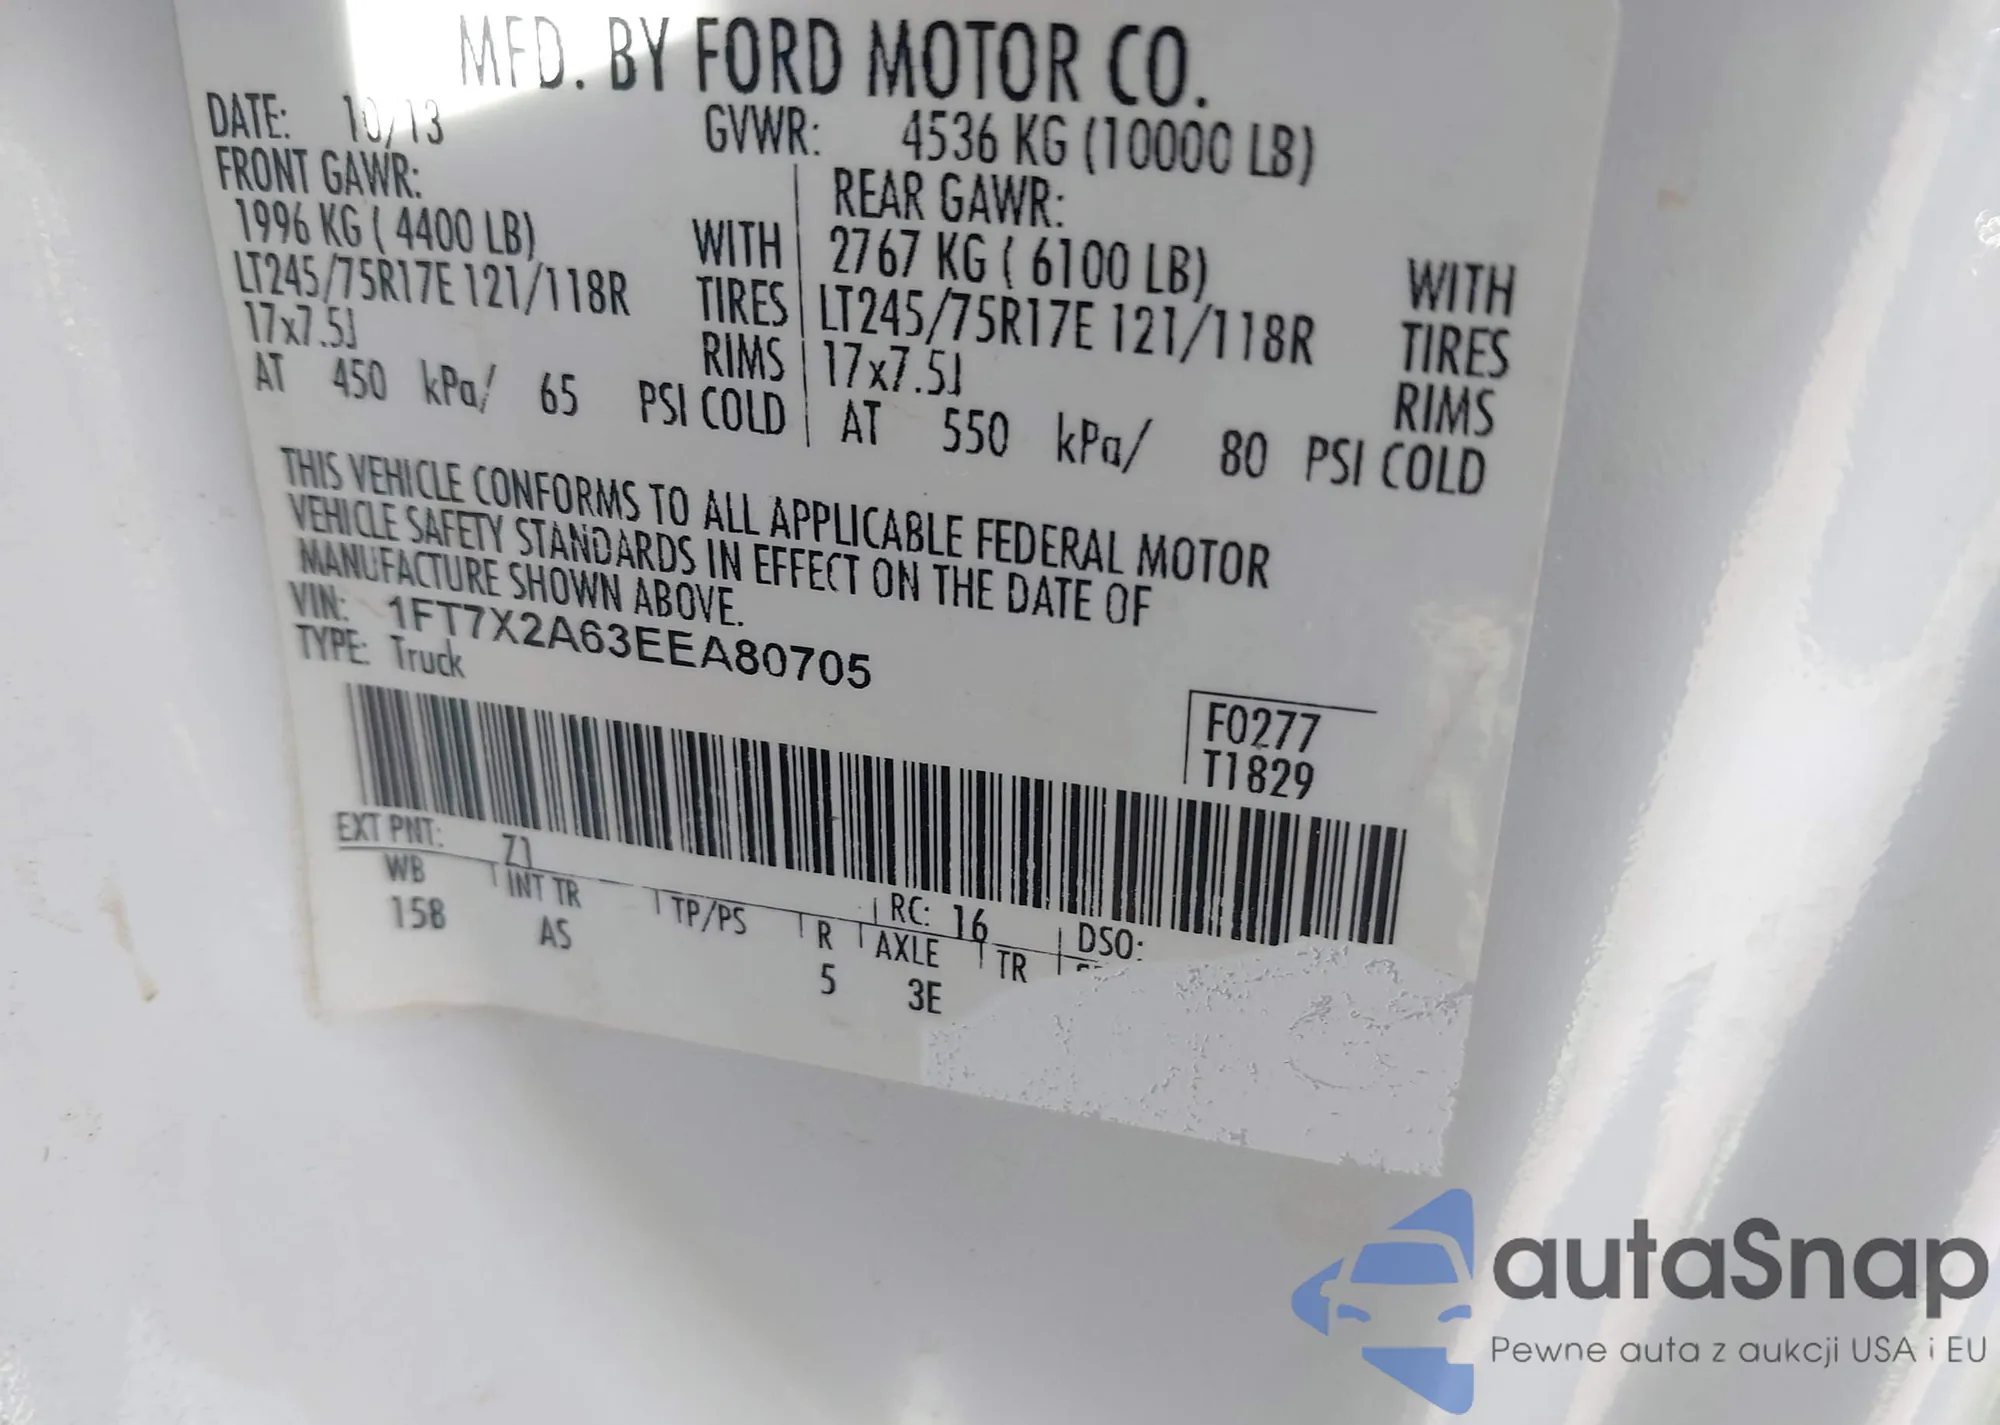 MFD. BY FORD MOTOR CO.
DATE: 10/13 GVWR: 4536 KG (10000 LB)
FRONT GAWR: REAR GAWR:
1996 KG ( 4400 LB) WITH 2767 KG ( 6100 LB) WITH
LT245/75R17E 121/118R TIRES LT245/75R17E 121/118R TIRES
17x7.5J RIMS 17x7.5J RIMS
AT 450 kPa/ 65 PSI COLD AT 550 kPa/ 80 PSI COLD
THIS VEHICLE CONFORMS TO ALL APPLICABLE FEDERAL MOTOR
VEHICLE SAFETY STANDARDS IN EFFECT ON THE DATE OF
MANUFACTURE SHOWN ABOVE.
VIN: 1FT7X2A63EEA80705
TYPE: Truck
F0277
T1829
EXT PNT: Z1 RC: 16 DSO:
WB INT TR TP/PS R AXLE TR
158 AS 5 3E
autaSnap
Pewne auta z aukcji USA i EU